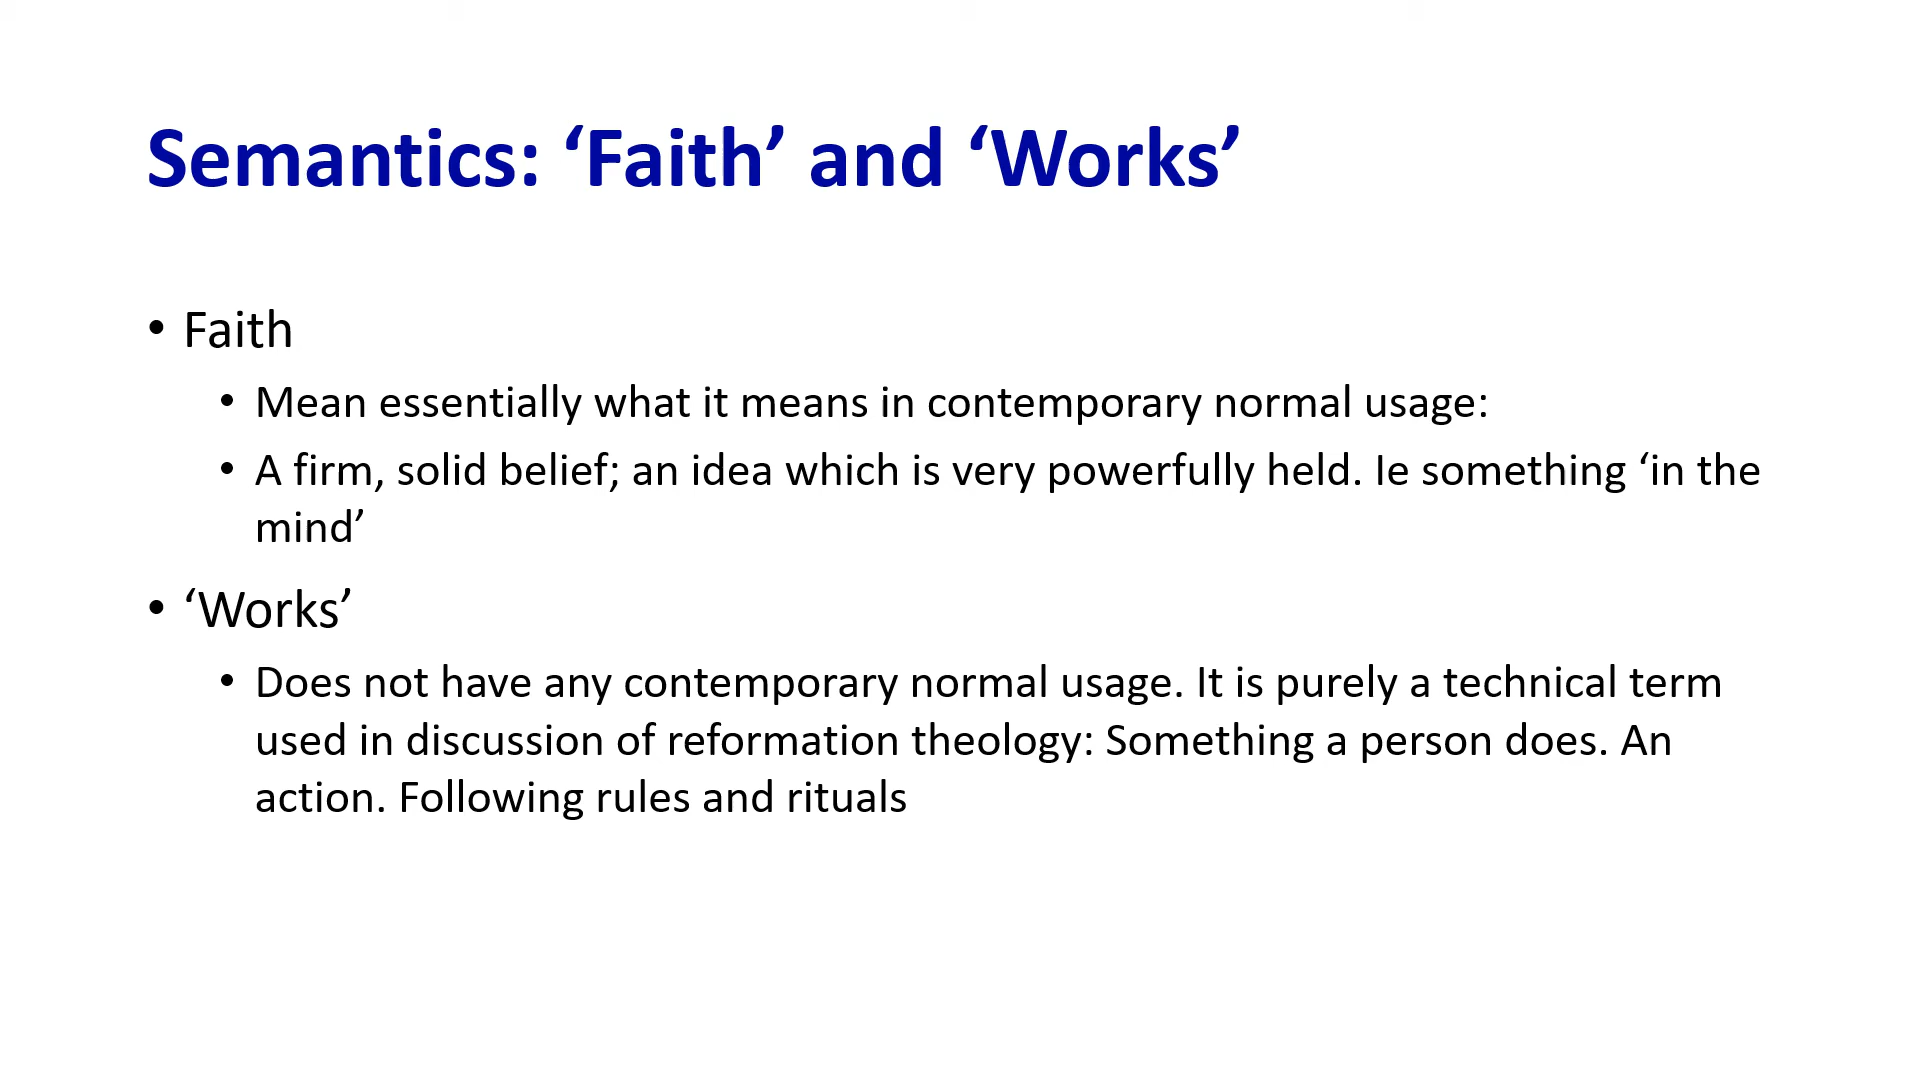 Semantics: ‘Faith’ and ‘Works’
• Faith
• Mean essentially what it means in contemporary normal usage:
• A firm, solid belief; an idea which is very powerfully held. Ie something ‘in the
mind’
• ‘Works’
• Does not have any contemporary normal usage. It is purely a technical term
used in discussion of reformation theology: Something a person does. An
action. Following rules and rituals